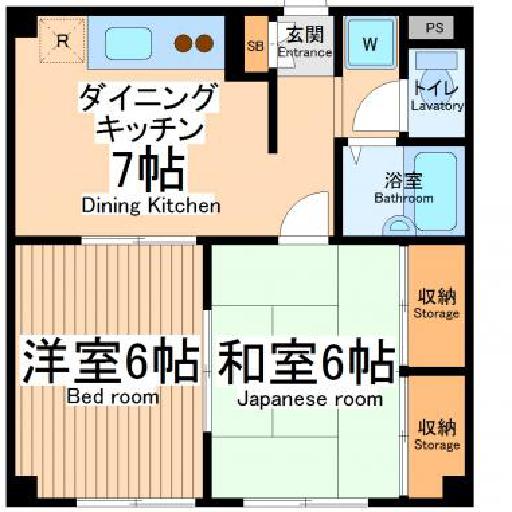 R
SB
玄関
Entrance
W
PS
トイレ
Lavatory
ダイニング
キッチン
7帖
Dining Kitchen
浴室
Bathroom
収納
Storage
洋室6帖
Bed room
和室6帖
Japanese room
収納
Storage